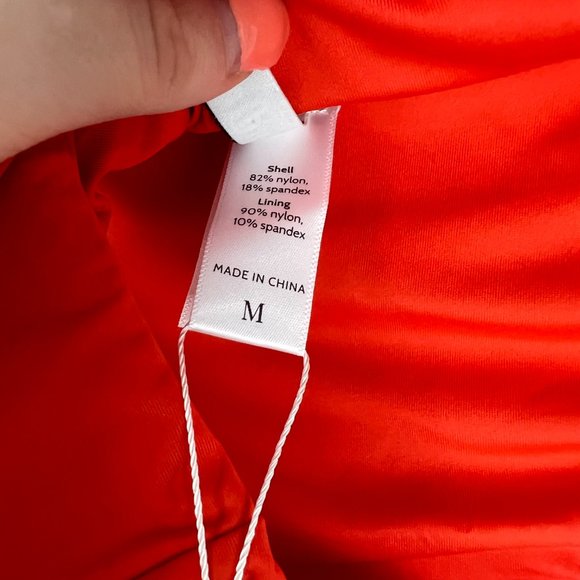 Shell
82% nylon,
18% spandex
Lining
90% nylon,
10% spandex
MADE IN CHINA
M